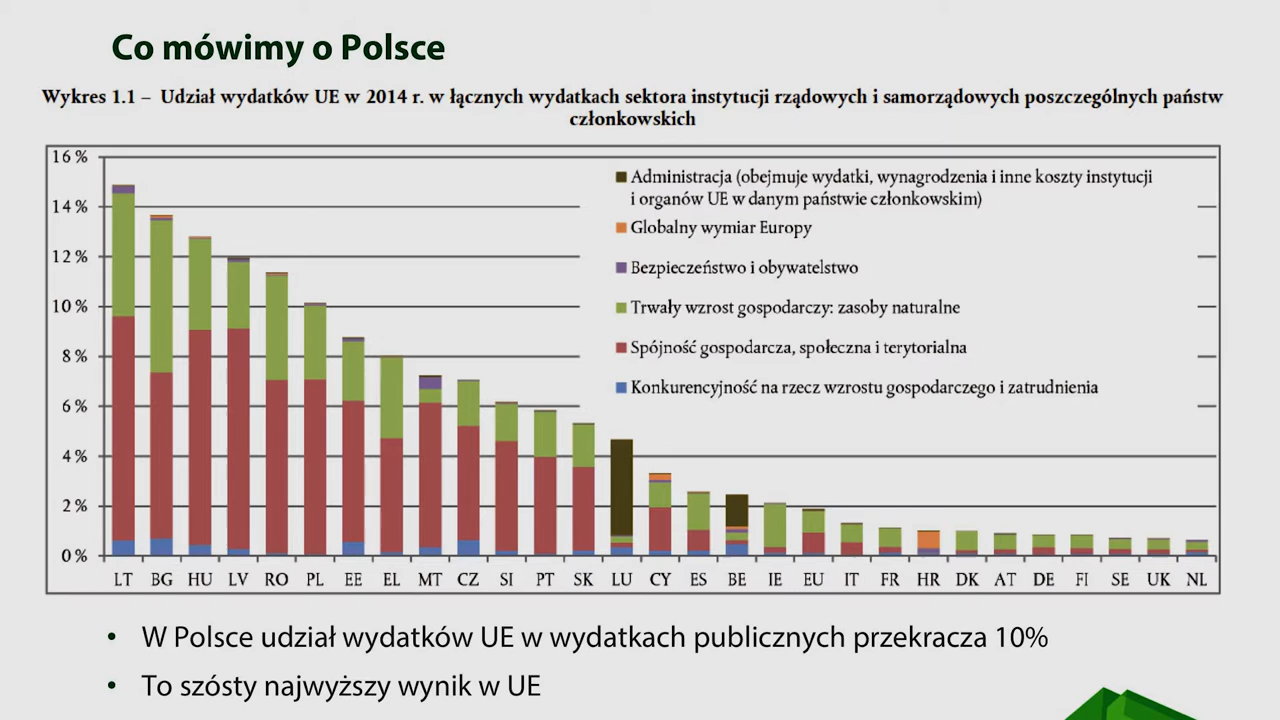 Co mówimy o Polsce
Wykres 1.1 – Udział wydatków UE w 2014 r. w łącznych wydatkach sektora instytucji rządowych i samorządowych poszczególnych państw
członkowskich
16 %
14 %
12 %
10 %
8 %
6 %
4 %
2 %
0 %
Administracja (obejmuje wydatki, wynagrodzenia i inne koszty instytucji
i organów UE w danym państwie członkowskim)
Globalny wymiar Europy
Bezpieczeństwo i obywatelstwo
Trwały wzrost gospodarczy: zasoby naturalne
Spójność gospodarcza, społeczna i terytorialna
Konkurencyjność na rzecz wzrostu gospodarczego i zatrudnienia
LT BG HU LV RO PL EE EL MT CZ SI PT SK LU CY ES BE IE EU IT FR HR DK AT DE FI SE UK NL
• W Polsce udział wydatków UE w wydatkach publicznych przekracza 10%
• To szósty najwyższy wynik w UE